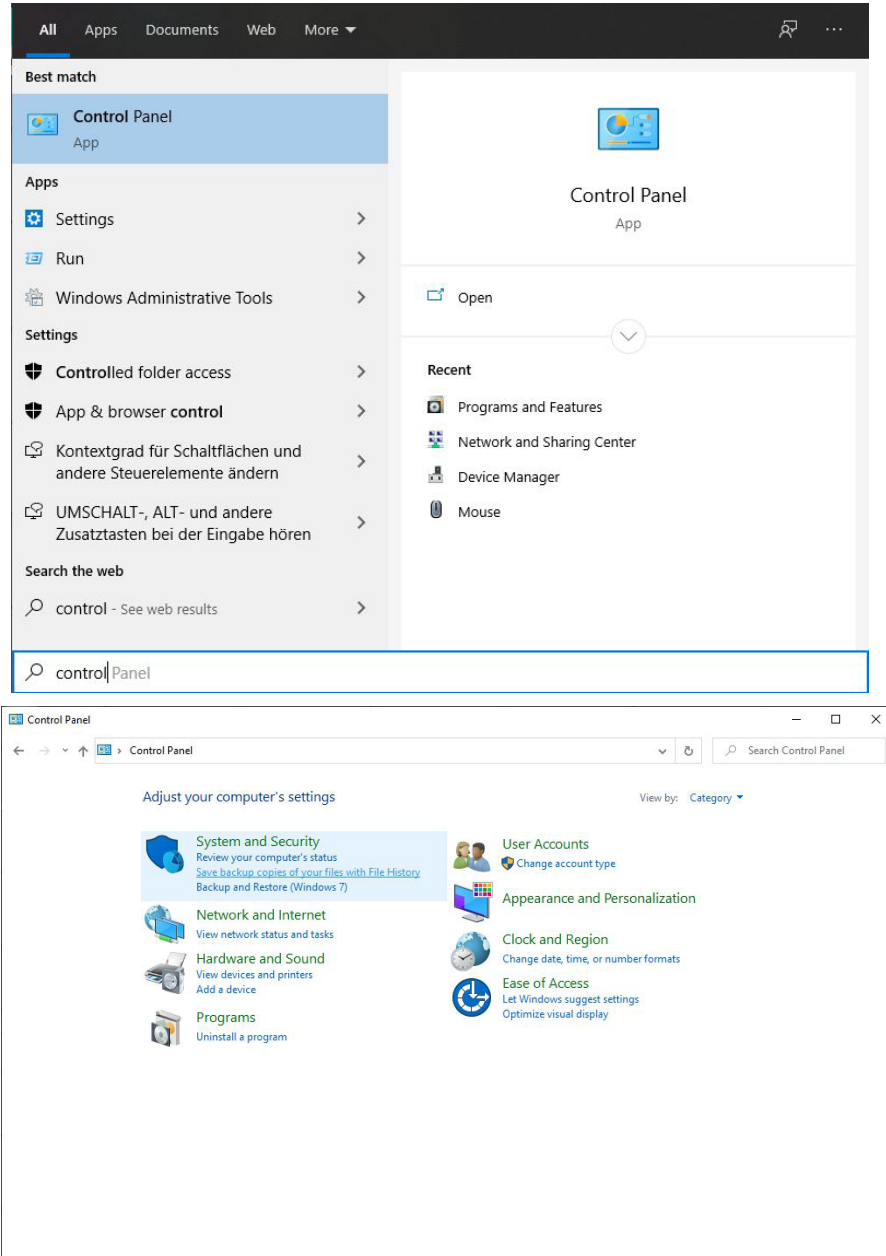 All Apps Documents Web More
Best match
Control Panel
App
Apps
Settings
Run
Windows Administrative Tools
Settings
Controlled folder access
App & browser control
Kontextgrad für Schaltflächen und
andere Steuerelemente ändern
UMSCHALT-, ALT- und andere
Zusatztasten bei der Eingabe hören
Search the web
control - See web results
control Panel
Control Panel
App
Open
Recent
Programs and Features
Network and Sharing Center
Device Manager
Mouse
Control Panel
Control Panel
Search Control Panel
Adjust your computer's settings
View by: Category
System and Security
Review your computer's status
Save backup copies of your files with File History
Backup and Restore (Windows 7)
Network and Internet
View network status and tasks
Hardware and Sound
View devices and printers
Add a device
Programs
Uninstall a program
User Accounts
Change account type
Appearance and Personalization
Clock and Region
Change date, time, or number formats
Ease of Access
Let Windows suggest settings
Optimize visual display